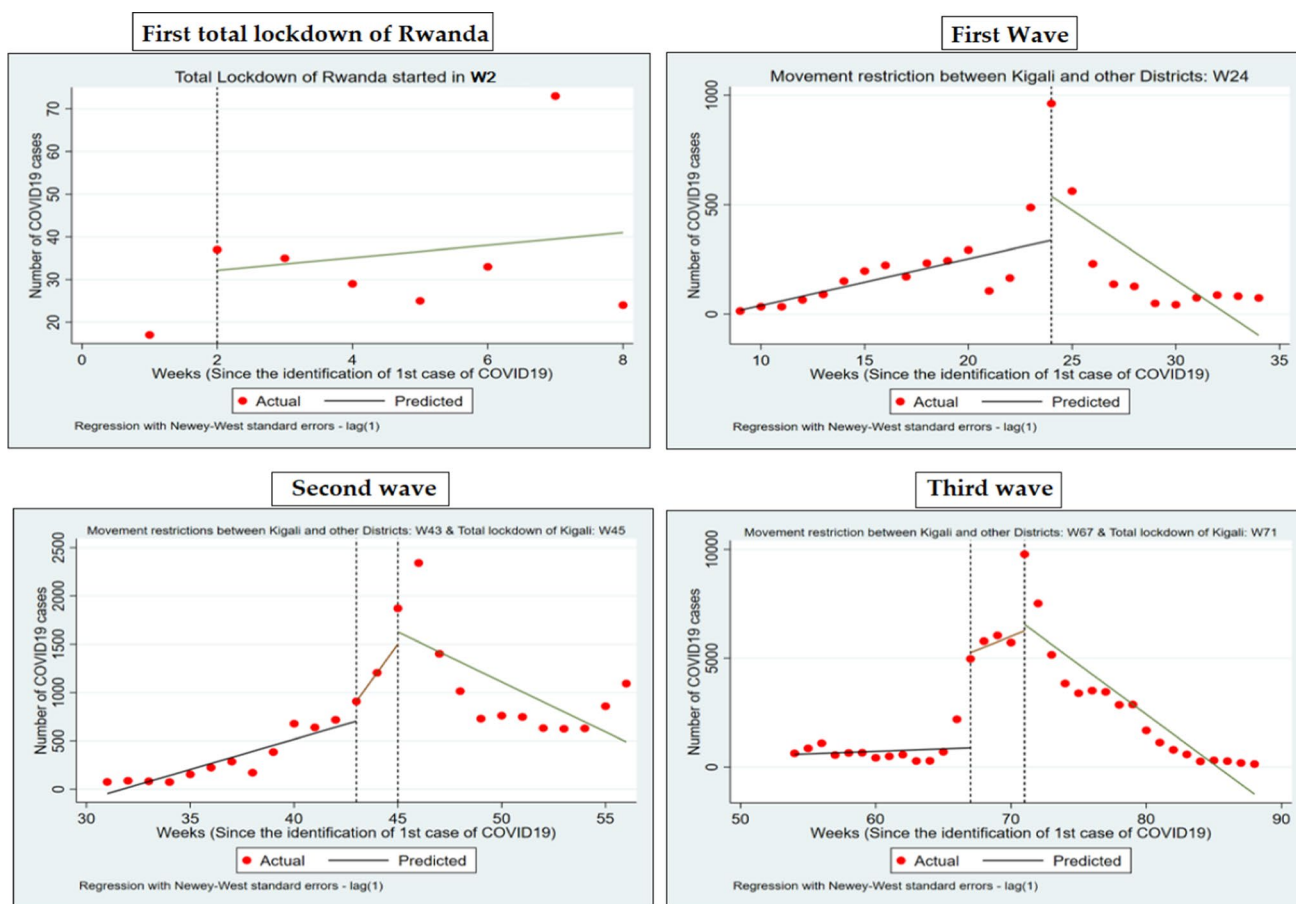 First total lockdown of Rwanda
Total Lockdown of Rwanda started in W2
Number of COVID19 cases
70
60
50
40
30
20
0
2
4
6
8
Weeks (Since the identification of 1st case of COVID19)
Actual
Predicted
Regression with Newey-West standard errors - lag(1)
First Wave
Movement restriction between Kigali and other Districts: W24
Number of COVID19 cases
1000
500
0
10
15
20
25
30
35
Weeks (Since the identification of 1st case of COVID19)
Actual
Predicted
Regression with Newey-West standard errors - lag(1)
Second wave
Movement restrictions between Kigali and other Districts: W43 & Total lockdown of Kigali: W45
Number of COVID19 cases
2500
2000
1500
1000
500
0
30
35
40
45
50
55
Weeks (Since the identification of 1st case of COVID19)
Actual
Predicted
Regression with Newey-West standard errors - lag(1)
Third wave
Movement restriction between Kigali and other Districts: W67 & Total lockdown of Kigali: W71
Number of COVID19 cases
10000
5000
0
50
60
70
80
90
Weeks (Since the identification of 1st case of COVID19)
Actual
Predicted
Regression with Newey-West standard errors - lag(1)